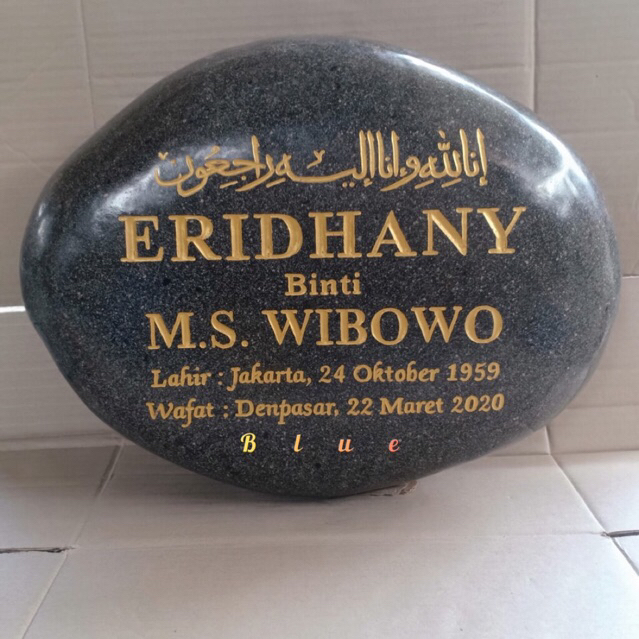 إنا لله وإنا إليه راجعون
ERIDHANY
Binti
M.S. WIBOWO
Lahir : Jakarta, 24 Oktober 1959
Wafat : Denpasar, 22 Maret 2020
B l u e